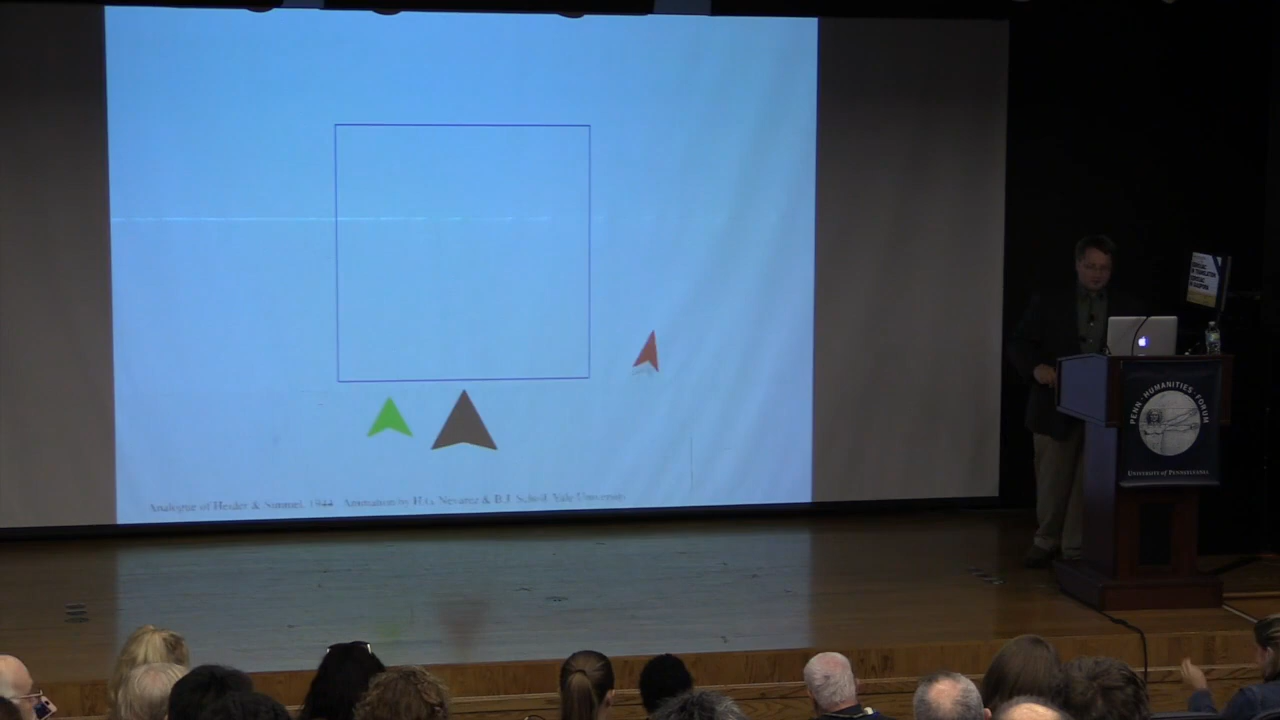 Analogue of Heider & Simmel, 1944 Animation by H.G. Nevarez & B.J. Scholl, Yale University
PENN · HUMANITIES · FORUM
UNIVERSITY of PENNSYLVANIA